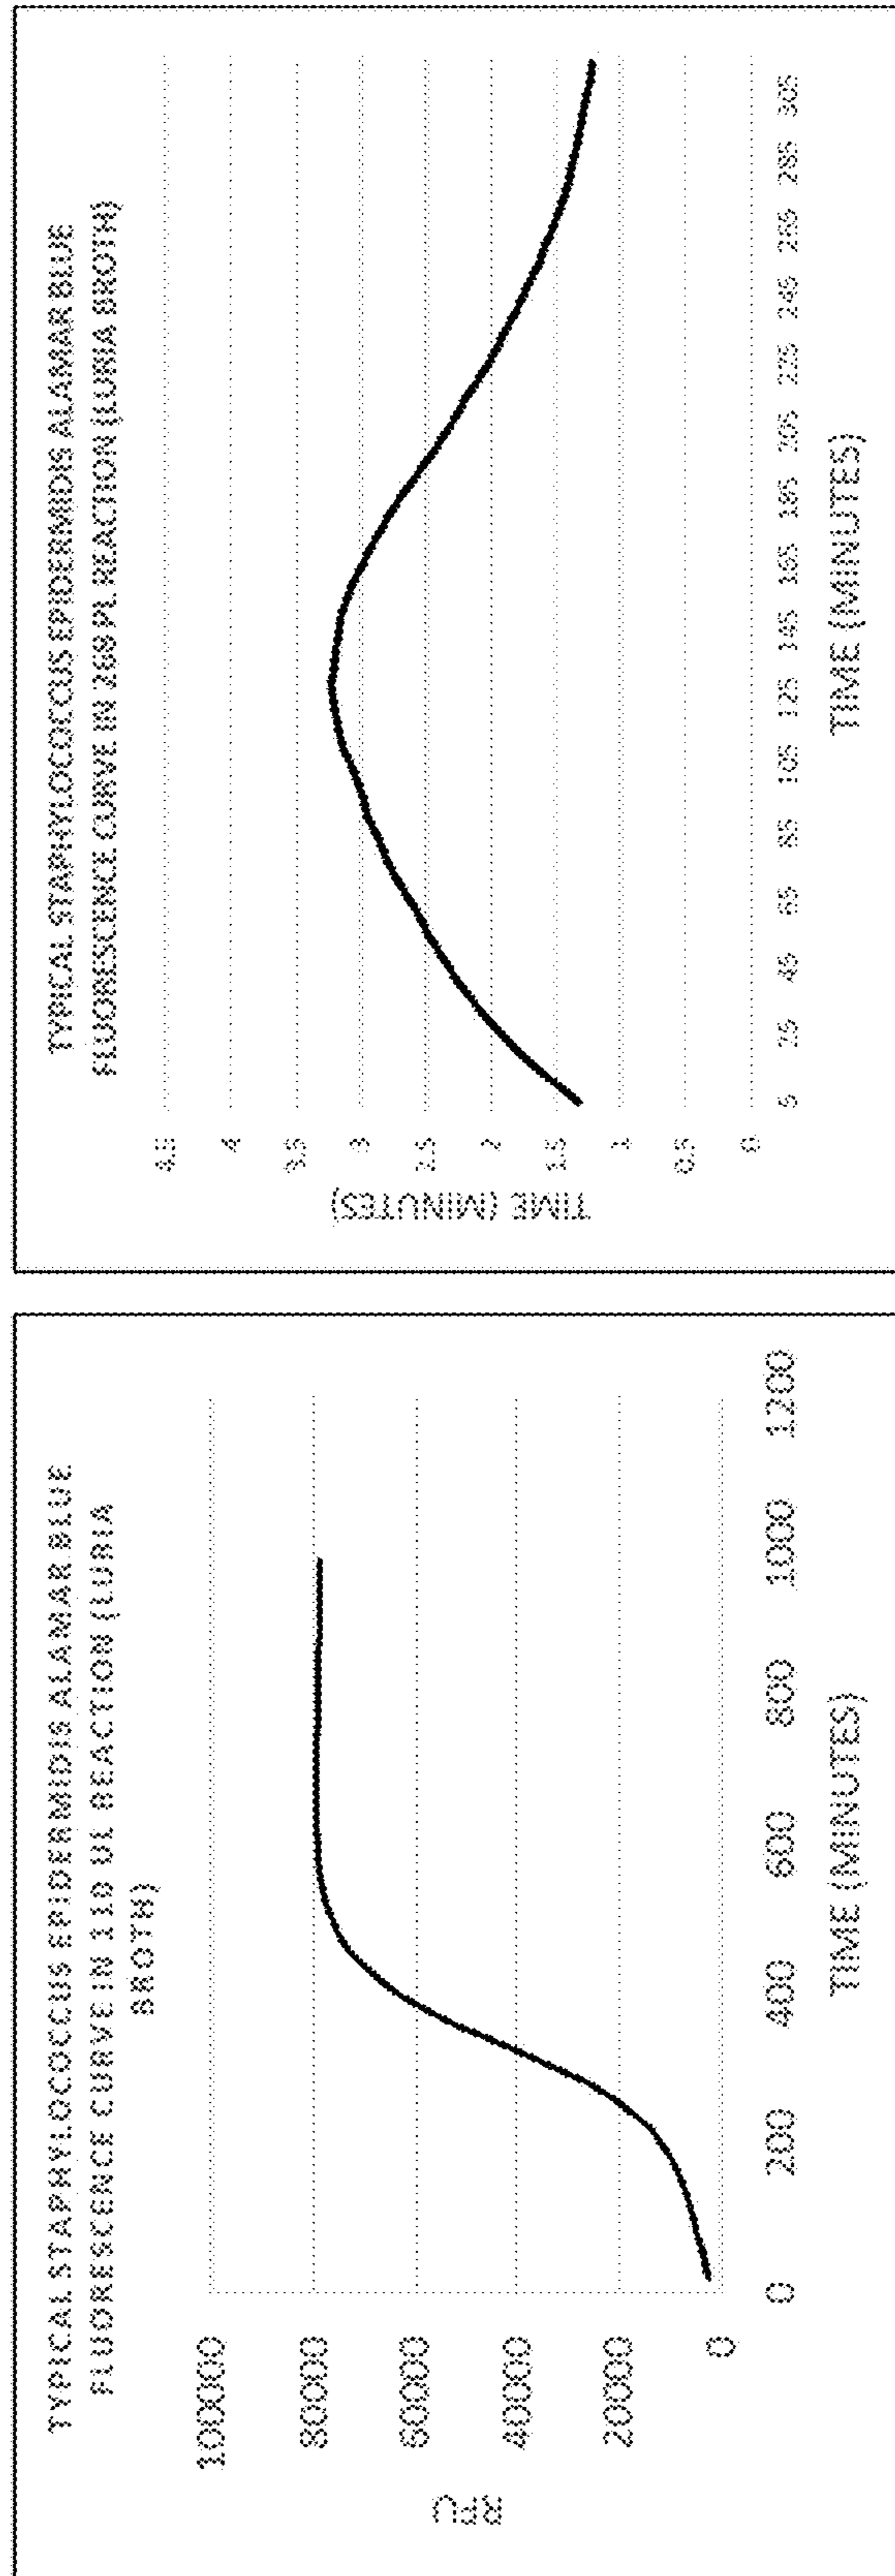 TYPICAL STAPHYLOCOCCUS EPIDERMIDIS ALAMAR BLUE
FLUORESCENCE CURVE IN 110 UL REACTION (LURIA
BROTH)
100000
80000
60000
40000
20000
0
RFU
0 200 400 600 800 1000 1200
TIME (MINUTES)
TYPICAL STAPHYLOCOCCUS EPIDERMIDIS ALAMAR BLUE
FLUORESCENCE CURVE IN 268 PL REACTION (LURIA BROTH)
4.5
4
3.5
3
2.5
2
1.5
1
0.5
0
TIME (MINUTES)
5 25 45 65 85 105 125 145 165 185 205 225 245 265 285 305
TIME (MINUTES)